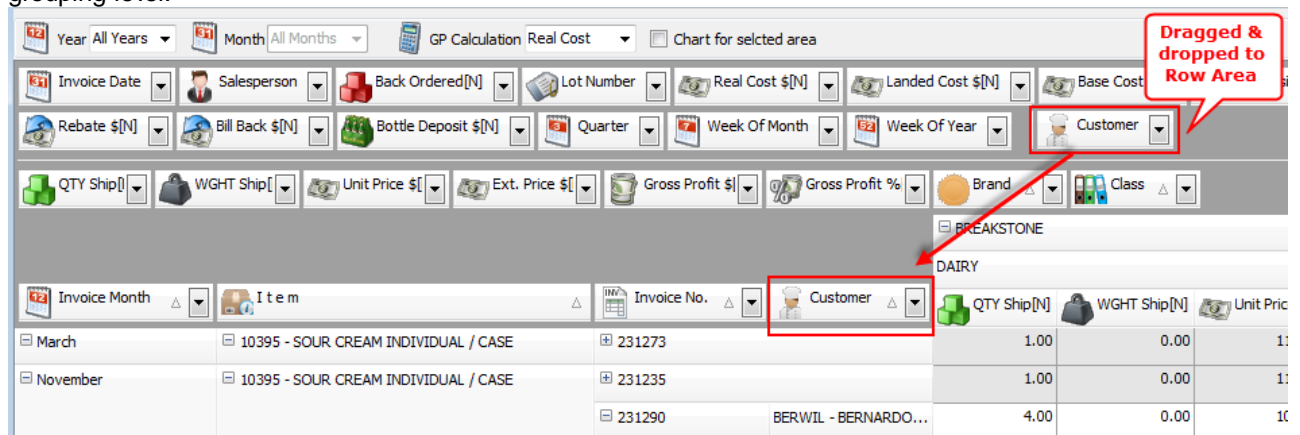 Year All Years Month All Months GP Calculation Real Cost Chart for selcted area
Dragged &
dropped to
Row Area
Invoice Date Salesperson Back Ordered[N] Lot Number Real Cost $[N] Landed Cost $[N] Base Cost
Rebate $[N] Bill Back $[N] Bottle Deposit $[N] Quarter Week Of Month Week Of Year Customer
QTY Ship[ WGHT Ship[ Unit Price $[ Ext. Price $[ Gross Profit $ Gross Profit % Brand Class
BREAKSTONE
DAIRY
Invoice Month I t e m Invoice No. Customer QTY Ship[N] WGHT Ship[N] Unit Pric
March 10395 - SOUR CREAM INDIVIDUAL / CASE 231273 1.00 0.00 11
November 10395 - SOUR CREAM INDIVIDUAL / CASE 231235 1.00 0.00 11
231290 BERWIL - BERNARDO... 4.00 0.00 10